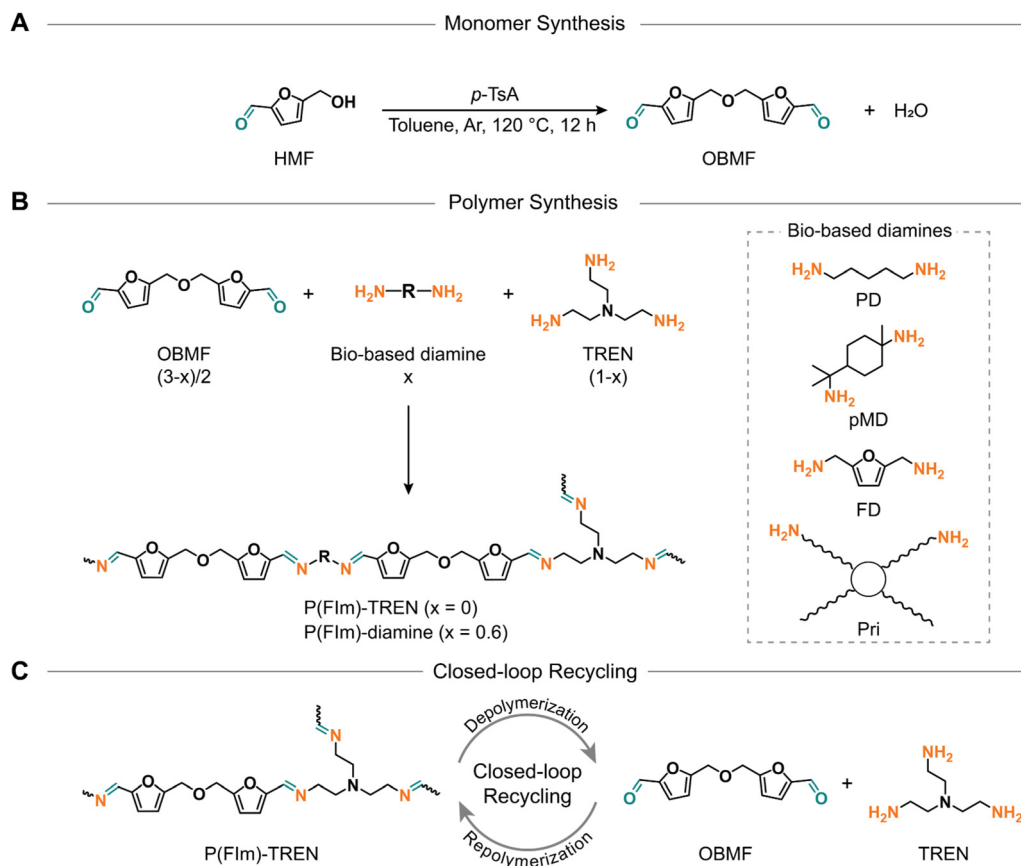 A
Monomer Synthesis
O
O
OH
HMF
p-TsA
Toluene, Ar, 120 °C, 12 h
O
O
O
O
O
OBMF
+ H₂O
B
Polymer Synthesis
O
O
O
O
O
OBMF
(3-x)/2
+
H₂N-R-NH₂
Bio-based diamine
x
+
NH₂
N
H₂N
NH₂
TREN
(1-x)
N
O
O
O
N
R
N
O
O
O
N
N
N
N
P(FIm)-TREN (x = 0)
P(FIm)-diamine (x = 0.6)
Bio-based diamines
H₂N
NH₂
PD
NH₂
NH₂
pMD
H₂N
O
NH₂
FD
H₂N
NH₂
Pri
C
Closed-loop Recycling
N
O
O
O
N
N
N
N
P(FIm)-TREN
Depolymerization
Closed-loop
Recycling
Repolymerization
O
O
O
O
O
OBMF
+
NH₂
N
H₂N
NH₂
TREN